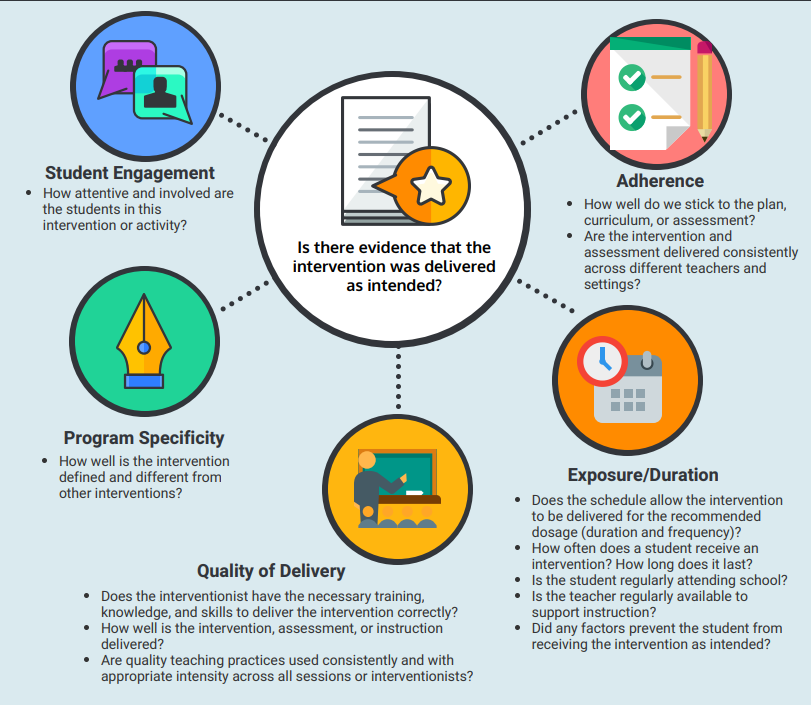 Is there evidence that the
intervention was delivered
as intended?
Student Engagement
• How attentive and involved are
the students in this
intervention or activity?
Adherence
• How well do we stick to the plan,
curriculum, or assessment?
• Are the intervention and
assessment delivered consistently
across different teachers and
settings?
Program Specificity
• How well is the intervention
defined and different from
other interventions?
Exposure/Duration
• Does the schedule allow the intervention
to be delivered for the recommended
dosage (duration and frequency)?
• How often does a student receive an
intervention? How long does it last?
• Is the student regularly attending school?
• Is the teacher regularly available to
support instruction?
• Did any factors prevent the student from
receiving the intervention as intended?
Quality of Delivery
• Does the interventionist have the necessary training,
knowledge, and skills to deliver the intervention correctly?
• How well is the intervention, assessment, or instruction
delivered?
• Are quality teaching practices used consistently and with
appropriate intensity across all sessions or interventionists?